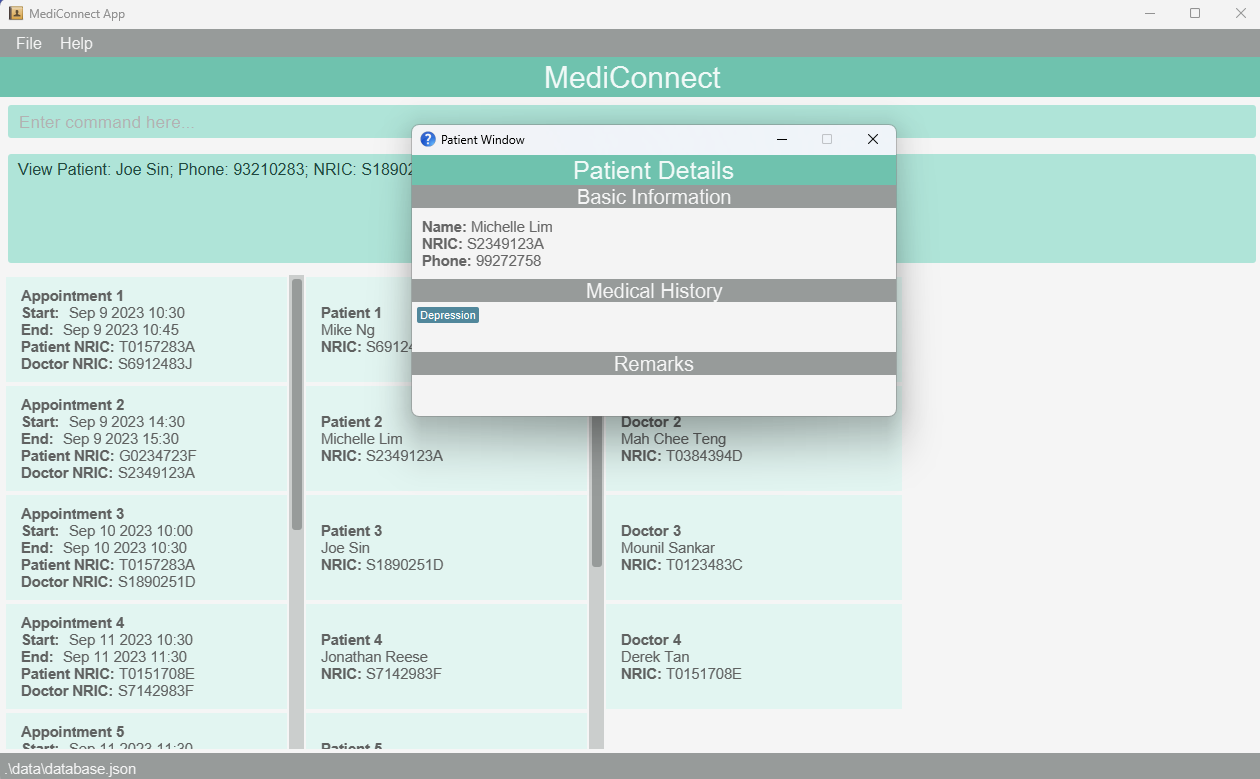 MediConnect App
File Help
MediConnect
Enter command here...
View Patient: Joe Sin; Phone: 93210283; NRIC: S1890
Patient Window
Patient Details
Basic Information
Name: Michelle Lim
NRIC: S2349123A
Phone: 99272758
Medical History
Depression
Remarks
Appointment 1
Start: Sep 9 2023 10:30
End: Sep 9 2023 10:45
Patient NRIC: T0157283A
Doctor NRIC: S6912483J
Appointment 2
Start: Sep 9 2023 14:30
End: Sep 9 2023 15:30
Patient NRIC: G0234723F
Doctor NRIC: S2349123A
Appointment 3
Start: Sep 10 2023 10:00
End: Sep 10 2023 10:30
Patient NRIC: T0157283A
Doctor NRIC: S1890251D
Appointment 4
Start: Sep 11 2023 10:30
End: Sep 11 2023 11:30
Patient NRIC: T0151708E
Doctor NRIC: S7142983F
Appointment 5
Start: Sep 11 2023 11:30
Patient 1
Mike Ng
NRIC: S6912
Patient 2
Michelle Lim
NRIC: S2349123A
Patient 3
Joe Sin
NRIC: S1890251D
Patient 4
Jonathan Reese
NRIC: S7142983F
Patient 5
Doctor 2
Mah Chee Teng
NRIC: T0384394D
Doctor 3
Mounil Sankar
NRIC: T0123483C
Doctor 4
Derek Tan
NRIC: T0151708E
.\data\database.json